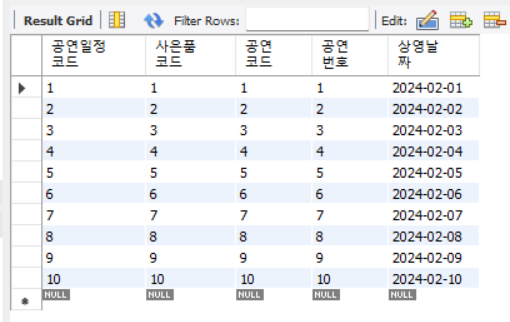 Result Grid Filter Rows: Edit:
공연일정 코드 사은품 코드 공연 코드 공연 번호 상영날 짜
1 1 1 1 2024-02-01
2 2 2 2 2024-02-02
3 3 3 3 2024-02-03
4 4 4 4 2024-02-04
5 5 5 5 2024-02-05
6 6 6 6 2024-02-06
7 7 7 7 2024-02-07
8 8 8 8 2024-02-08
9 9 9 9 2024-02-09
10 10 10 10 2024-02-10
NULL NULL NULL NULL NULL